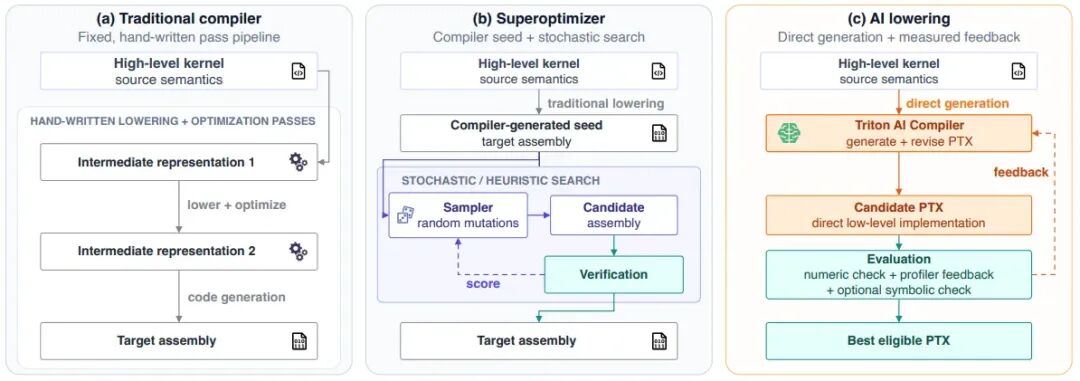 (a) Traditional compiler
Fixed, hand-written pass pipeline
High-level kernel
source semantics
HAND-WRITTEN LOWERING + OPTIMIZATION PASSES
Intermediate representation 1
lower + optimize
Intermediate representation 2
code generation
Target assembly
(b) Superoptimizer
Compiler seed + stochastic search
High-level kernel
source semantics
traditional lowering
Compiler-generated seed
target assembly
STOCHASTIC / HEURISTIC SEARCH
Sampler
random mutations
Candidate
assembly
Verification
score
Target assembly
(c) AI lowering
Direct generation + measured feedback
High-level kernel
source semantics
direct generation
Triton AI Compiler
generate + revise PTX
feedback
Candidate PTX
direct low-level implementation
Evaluation
numeric check + profiler feedback
+ optional symbolic check
Best eligible PTX